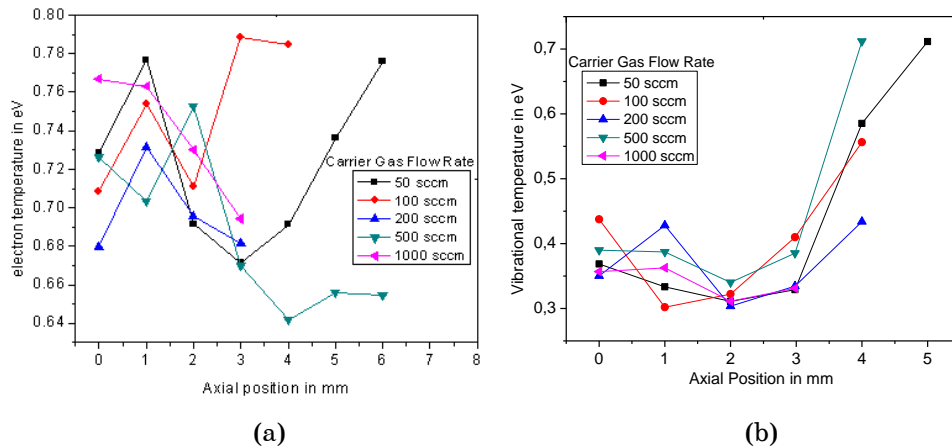 0.80
0.78
0.76
0.74
0.72
0.70
0.68
0.66
0.64
electron temperature in eV
Carrier Gas Flow Rate
50 sccm
100 sccm
200 sccm
500 sccm
1000 sccm
0 1 2 3 4 5 6 7 8
Axial position in mm
(a)
0,7
0,6
0,5
0,4
0,3
Vibrational temperature in eV
Carrier Gas Flow Rate
50 sccm
100 sccm
200 sccm
500 sccm
1000 sccm
0 1 2 3 4 5
Axial Position in mm
(b)